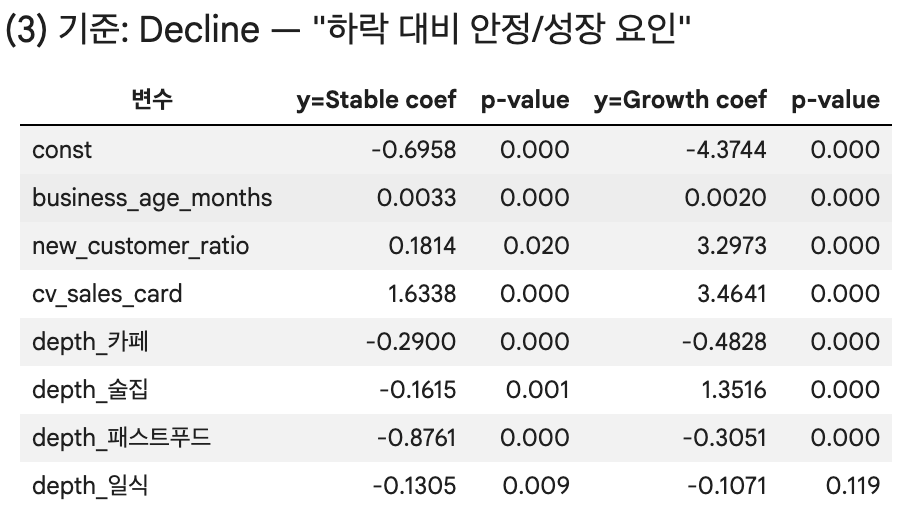 (3) 기준: Decline — "하락 대비 안정/성장 요인"
변수 y=Stable coef p-value y=Growth coef p-value
const -0.6958 0.000 -4.3744 0.000
business_age_months 0.0033 0.000 0.0020 0.000
new_customer_ratio 0.1814 0.020 3.2973 0.000
cv_sales_card 1.6338 0.000 3.4641 0.000
depth_카페 -0.2900 0.000 -0.4828 0.000
depth_술집 -0.1615 0.001 1.3516 0.000
depth_패스트푸드 -0.8761 0.000 -0.3051 0.000
depth_일식 -0.1305 0.009 -0.1071 0.119